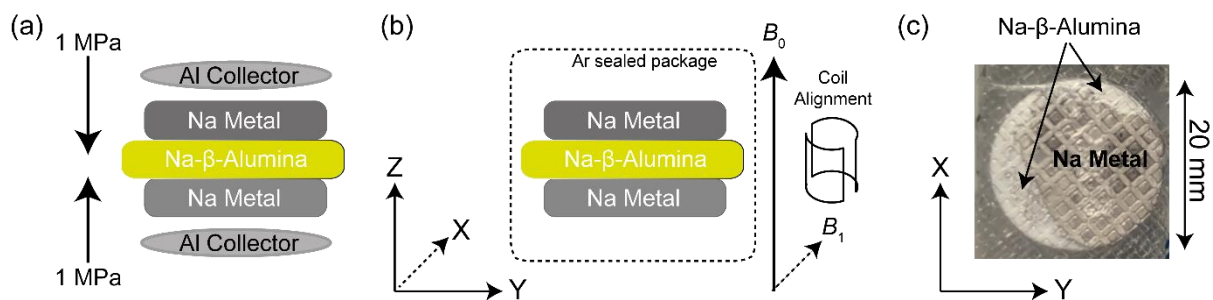 (a)
1 MPa
Al Collector
Na Metal
Na-β-Alumina
Na Metal
Al Collector
1 MPa
(b)
Ar sealed package
Na Metal
Na-β-Alumina
Na Metal
Z
X
Y
B0
Coil
Alignment
B1
(c)
Na-β-Alumina
Na Metal
20 mm
X
Y